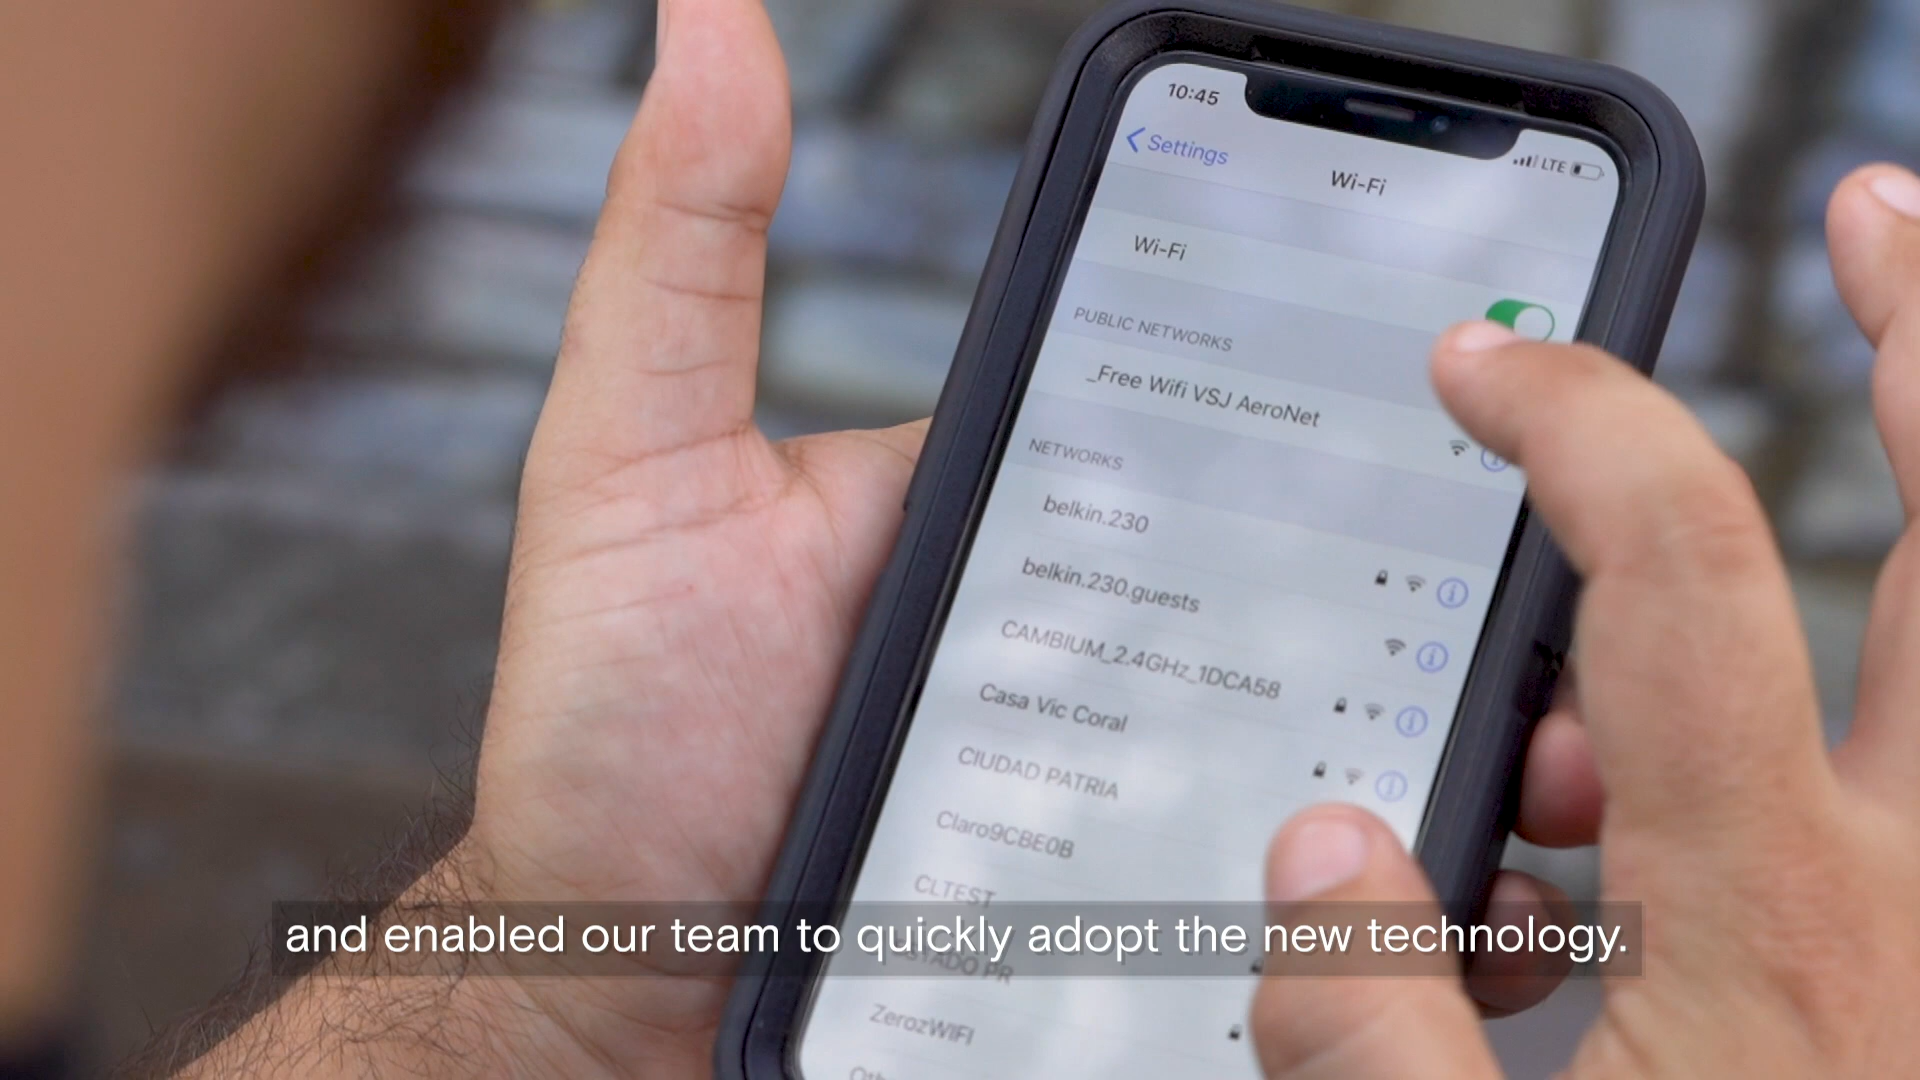 10:45
LTE
Settings
Wi-Fi
Wi-Fi
PUBLIC NETWORKS
_Free Wifi VSJ AeroNet
NETWORKS
belkin.230
belkin.230.guests
CAMBIUM_2.4GHz_1DCA58
Casa Vic Coral
CIUDAD PATRIA
Claro9CBE0B
CLTEST
and enabled our team to quickly adopt the new technology.
PR
ZerozWIFI